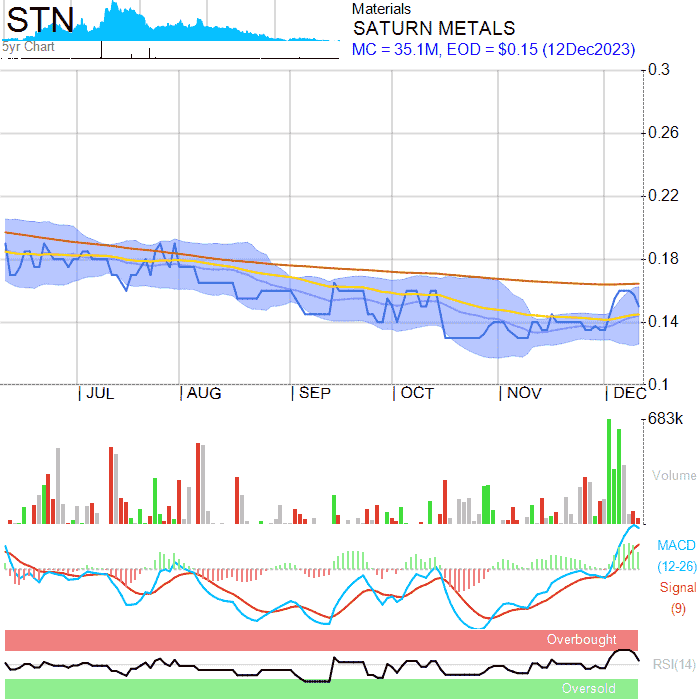 STN
5yr Chart
Materials
SATURN METALS
MC = 35.1M, EOD = $0.15 (12Dec2023)
0.3
0.26
0.22
0.18
0.14
0.1
JUL AUG SEP OCT NOV DEC
683k
Volume
MACD
(12-26)
Signal
(9)
Overbought
RSI(14)
Oversold